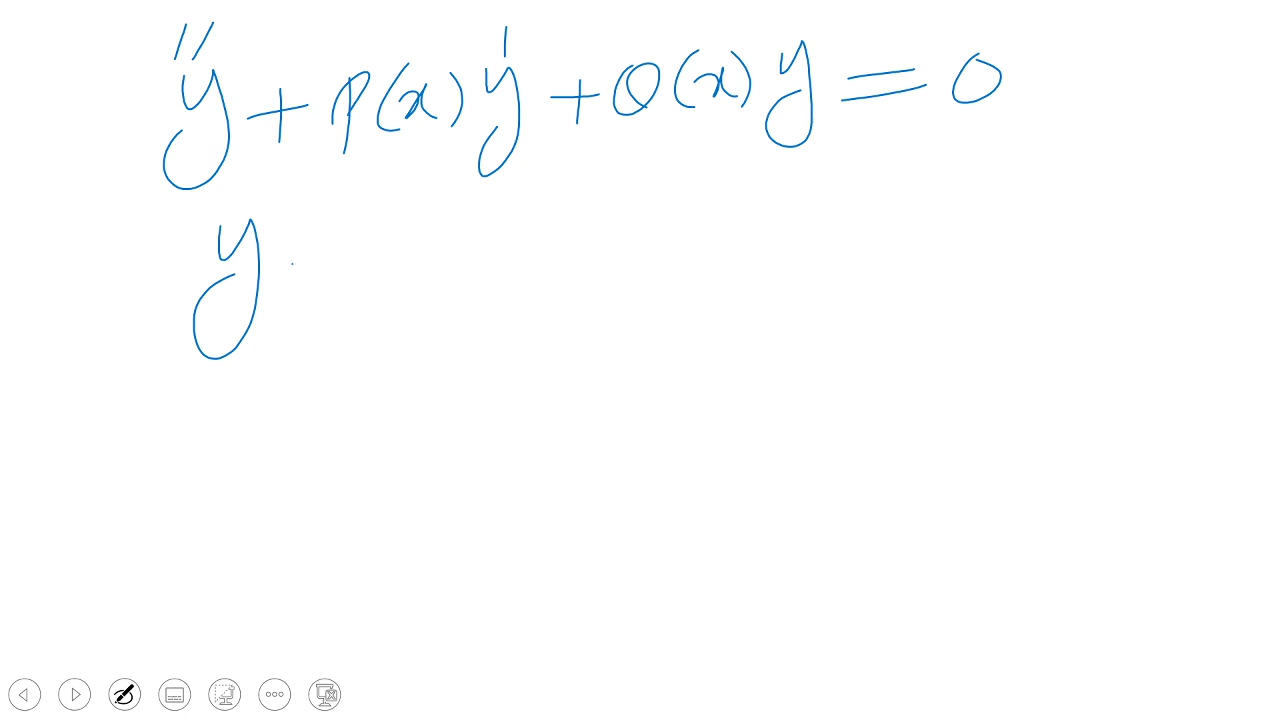 y'' + P(x) y' + Q(x) y = 0
y